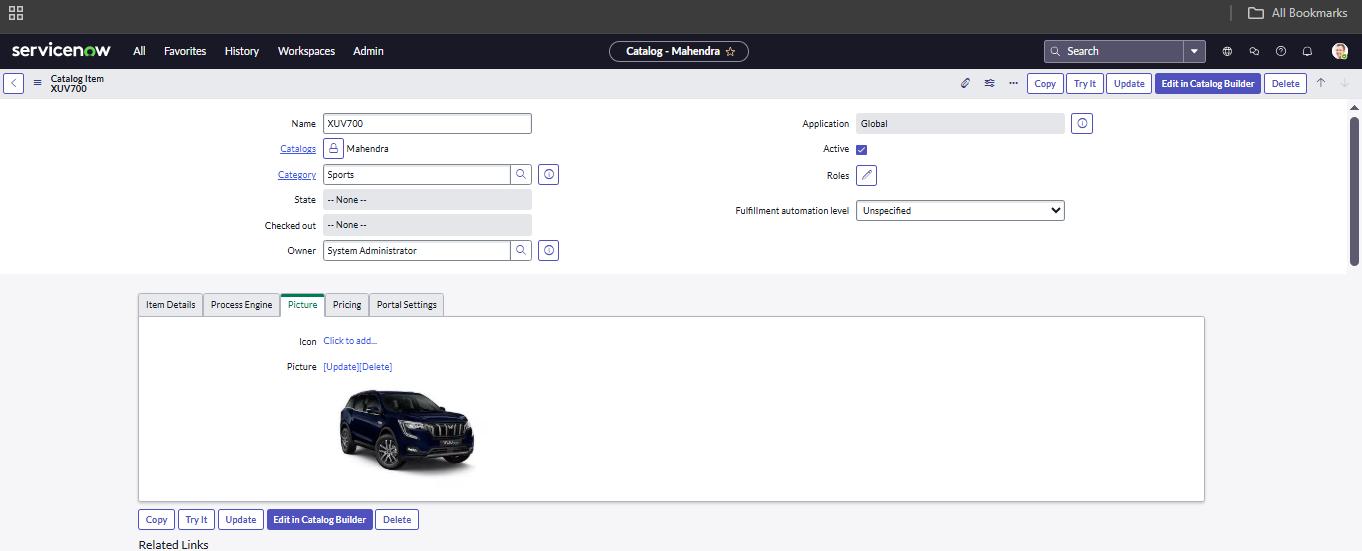 All Bookmarks
servicenow All Favorites History Workspaces Admin Catalog - Mahendra Search
Catalog Item
XUV700
Copy Try It Update Edit in Catalog Builder Delete
Name XUV700
Catalogs Mahendra
Category Sports
State -- None --
Checked out -- None --
Owner System Administrator
Application Global
Active
Roles
Fulfillment automation level Unspecified
Item Details Process Engine Picture Pricing Portal Settings
Icon Click to add...
Picture [Update][Delete]
Copy Try It Update Edit in Catalog Builder Delete
Related Links